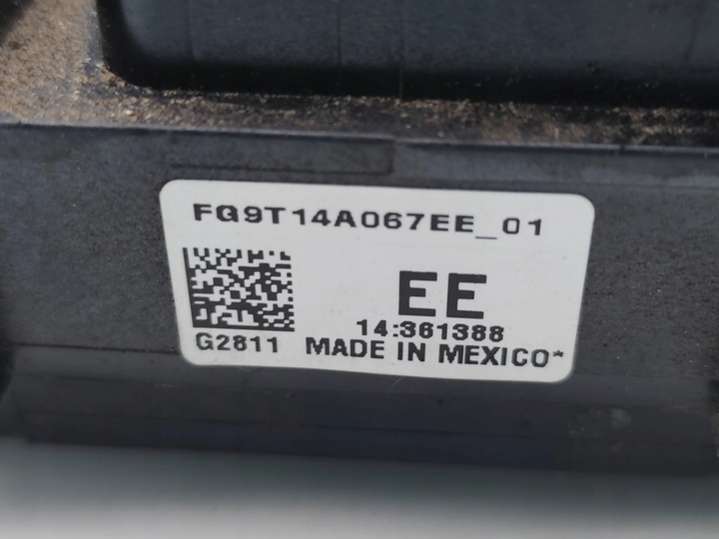 FG9T14A067EE_01
EE
14:361388
G2811 MADE IN MEXICO*